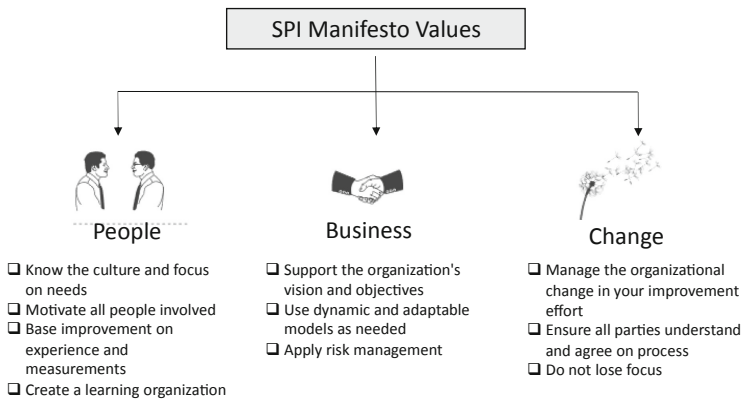 SPI Manifesto Values
People
❑ Know the culture and focus
on needs
❑ Motivate all people involved
❑ Base improvement on
experience and
measurements
❑ Create a learning organization
Business
❑ Support the organization's
vision and objectives
❑ Use dynamic and adaptable
models as needed
❑ Apply risk management
Change
❑ Manage the organizational
change in your improvement
effort
❑ Ensure all parties understand
and agree on process
❑ Do not lose focus